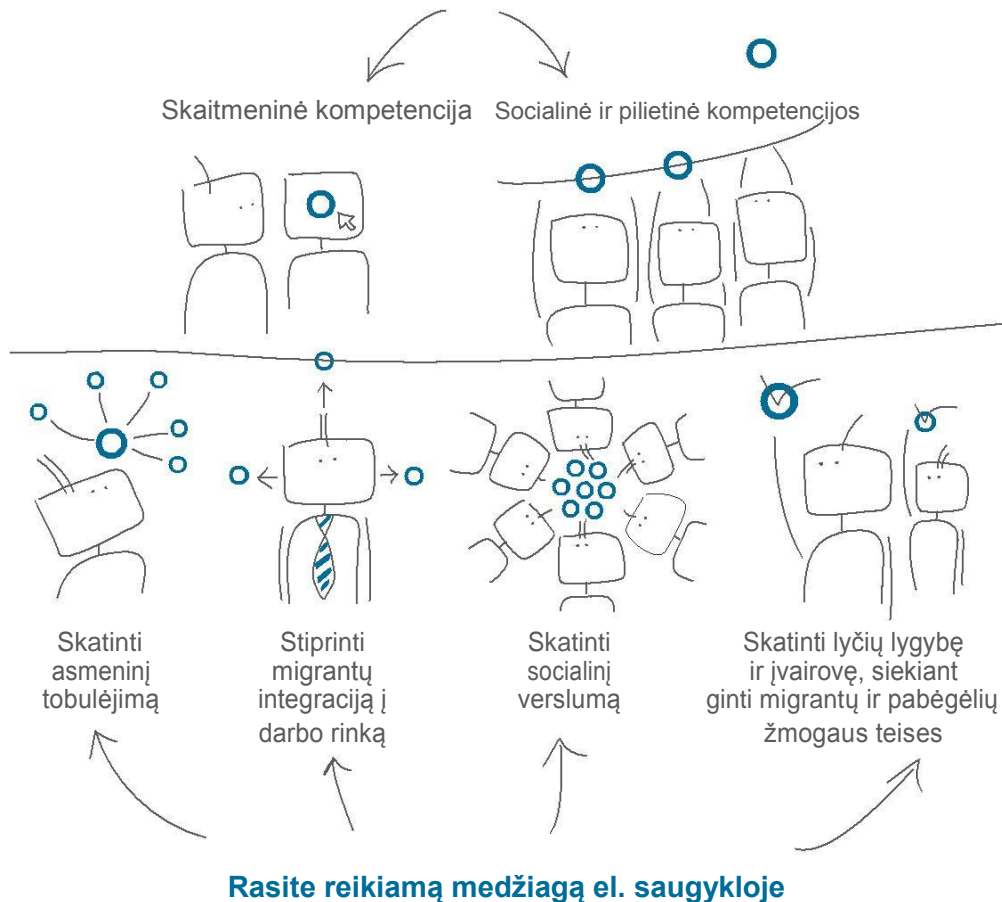 Skaitmeninė kompetencija
Socialinė ir pilietinė kompetencijos
Skatinti
asmeninį
tobulėjimą
Stiprinti
migrantų
integraciją į
darbo rinką
Skatinti
socialinį
verslumą
Skatinti lyčių lygybę
ir įvairovę, siekiant
ginti migrantų ir pabėgėlių
žmogaus teises
Rasite reikiamą medžiagą el. saugykloje